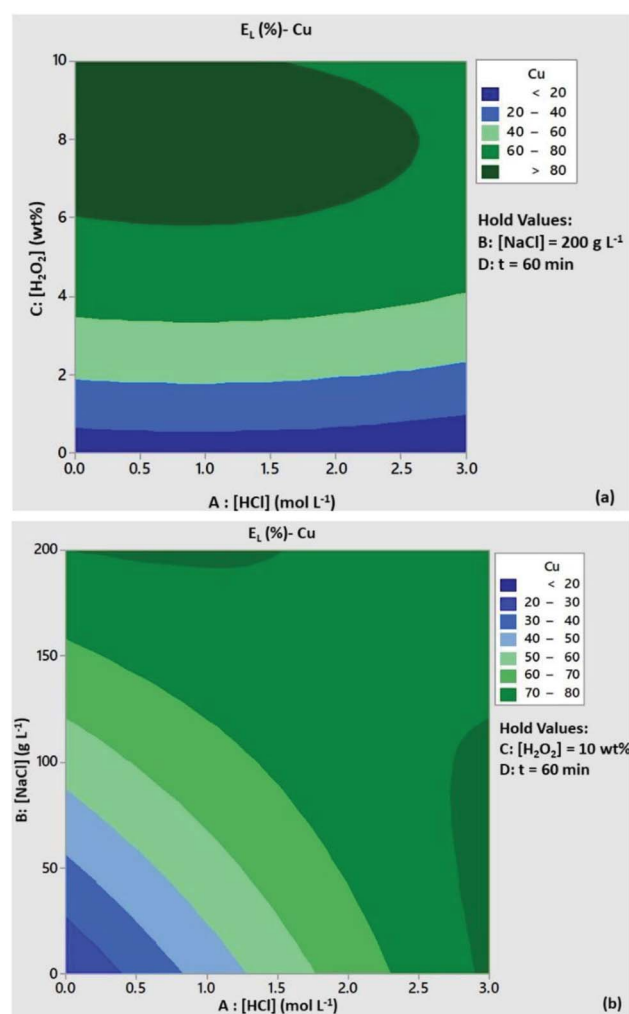 E_L (%)- Cu
10
8
6
4
2
0
C: [H₂O₂] (wt%)
0.0 0.5 1.0 1.5 2.0 2.5 3.0
A : [HCl] (mol L⁻¹)
Cu
< 20
20 – 40
40 – 60
60 – 80
> 80
Hold Values:
B: [NaCl] = 200 g L⁻¹
D: t = 60 min
(a)
E_L (%)- Cu
200
150
100
50
0
B: [NaCl] (g L⁻¹)
0.0 0.5 1.0 1.5 2.0 2.5 3.0
A : [HCl] (mol L⁻¹)
Cu
< 20
20 – 30
30 – 40
40 – 50
50 – 60
60 – 70
70 – 80
Hold Values:
C: [H₂O₂] = 10 wt%
D: t = 60 min
(b)